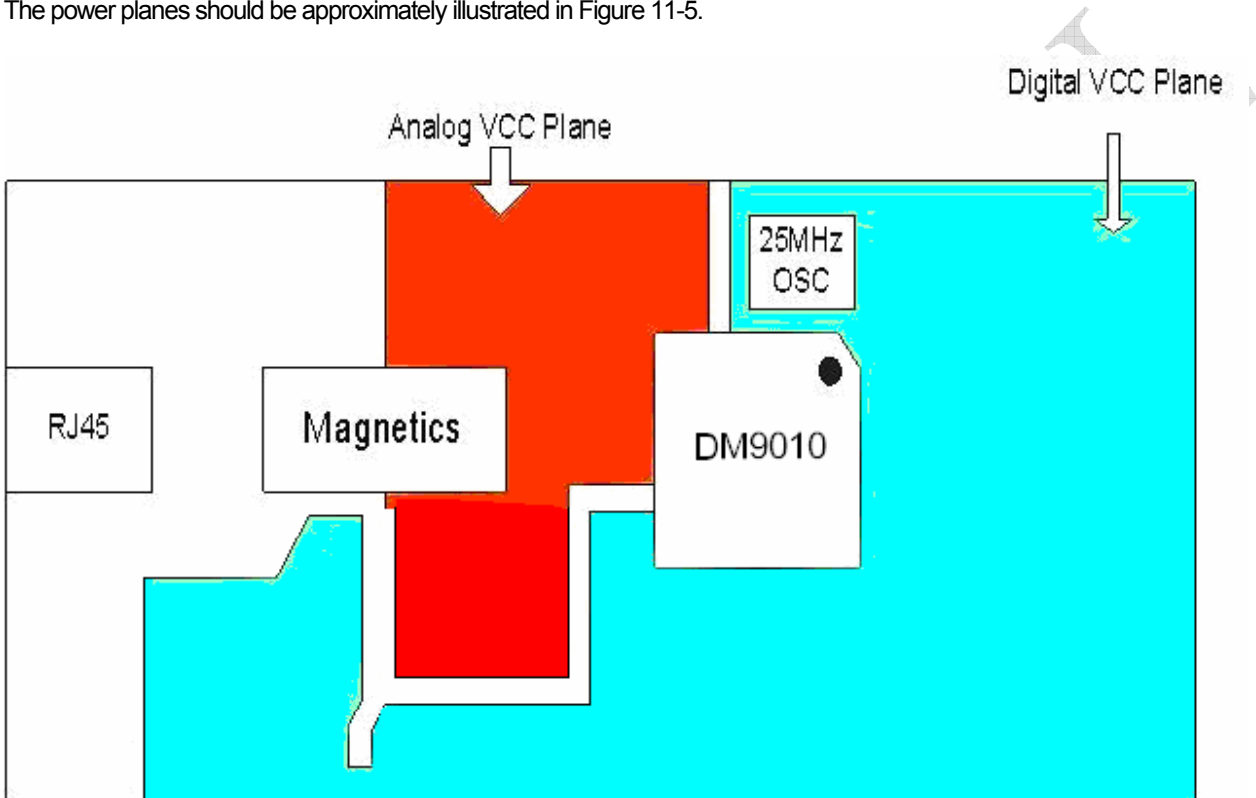 The power planes should be approximately illustrated in Figure 11-5.
Digital VCC Plane
Analog VCC Plane
25MHz
OSC
RJ45
Magnetics
DM9010